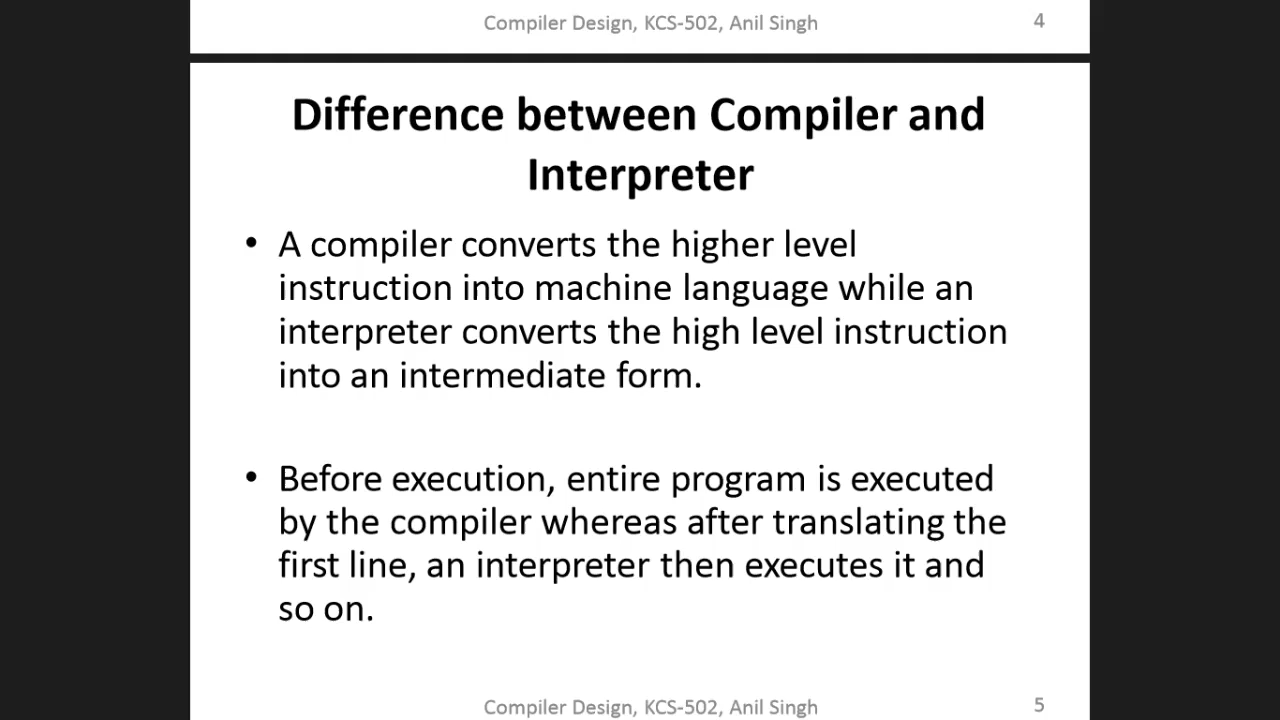 Compiler Design, KCS-502, Anil Singh 4
Difference between Compiler and
Interpreter
• A compiler converts the higher level
instruction into machine language while an
interpreter converts the high level instruction
into an intermediate form.
• Before execution, entire program is executed
by the compiler whereas after translating the
first line, an interpreter then executes it and
so on.
Compiler Design, KCS-502, Anil Singh 5